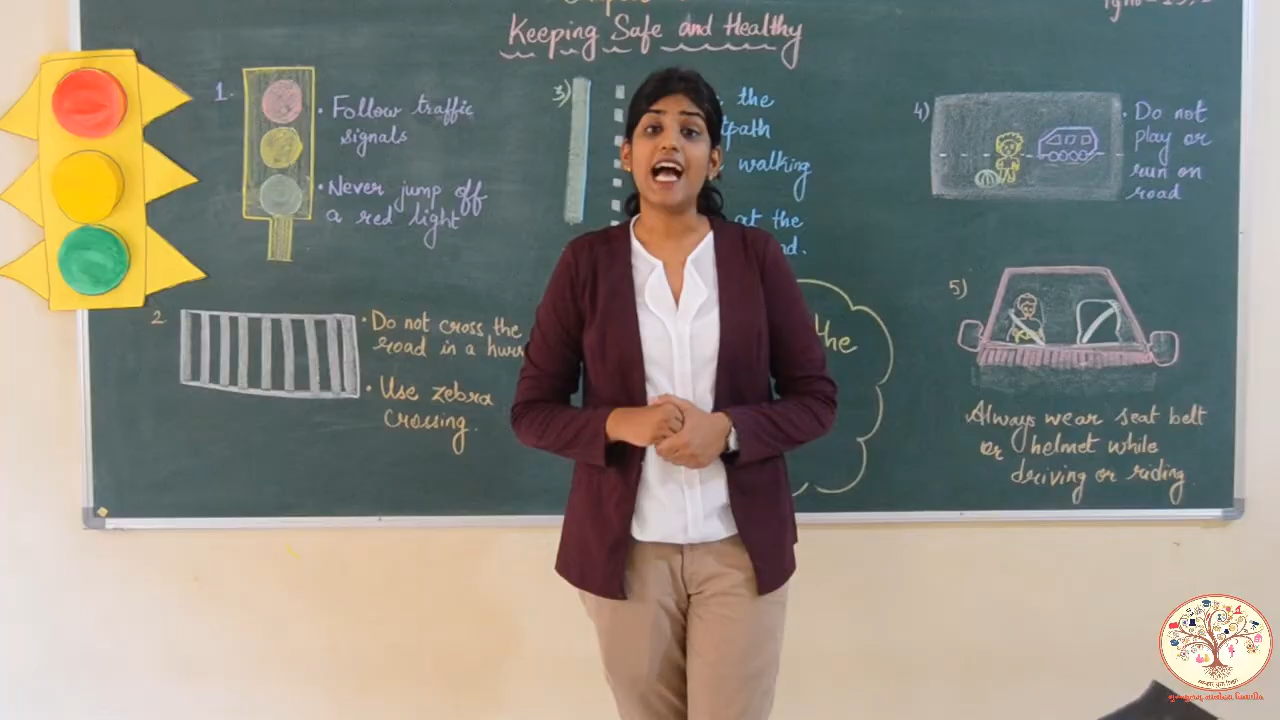 Keeping Safe and Healthy
1.
• Follow traffic
signals
• Never jump off
a red light
2.
• Do not cross the
road in a hurr
• Use zebra
crossing.
3)
the
path
walking
at the
the
4)
• Do not
play or
run on
road
5)
Always wear seat belt
or helmet while
driving or riding.